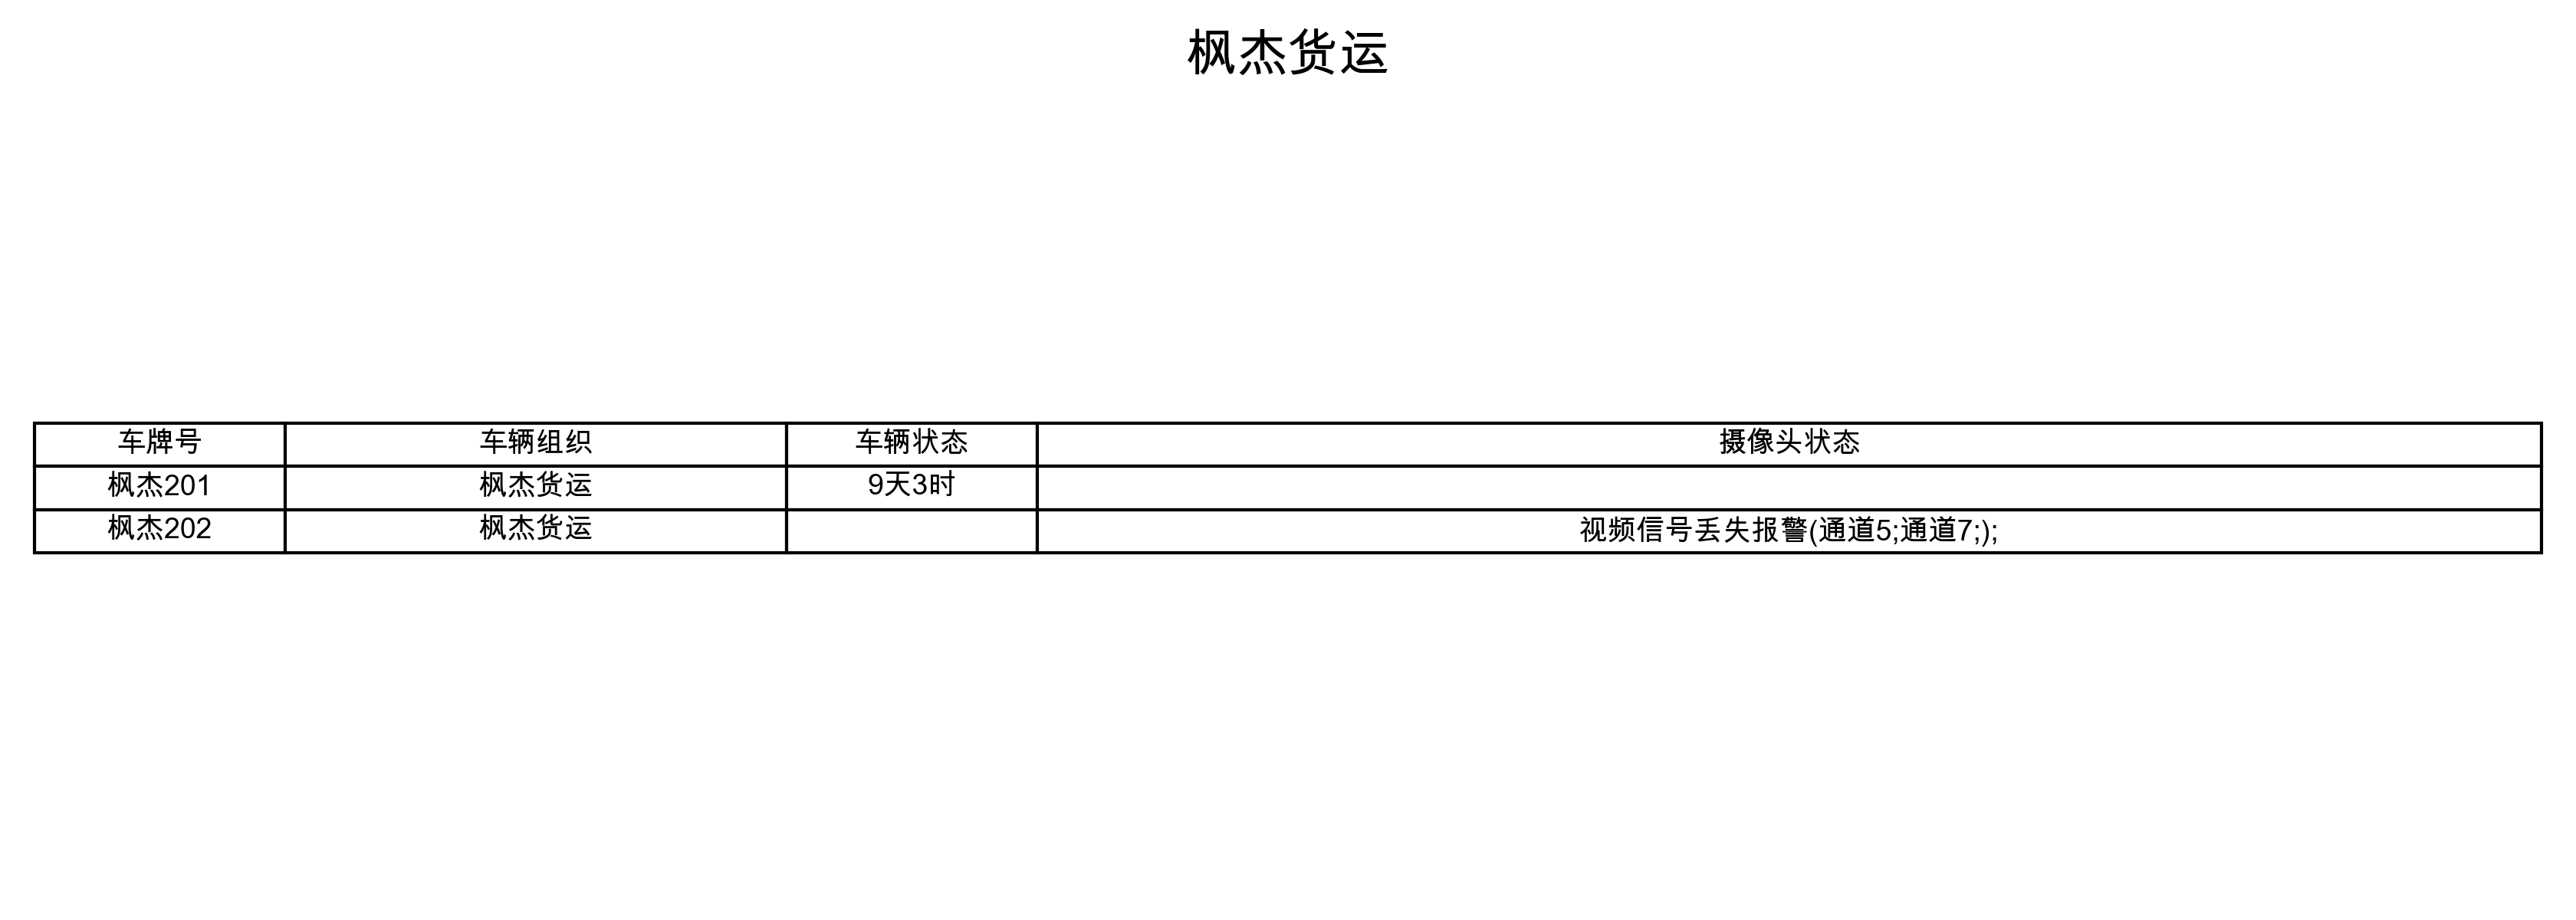 枫杰货运
车牌号 车辆组织 车辆状态 摄像头状态
枫杰201 枫杰货运 9天3时
枫杰202 枫杰货运 视频信号丢失报警(通道5;通道7;);